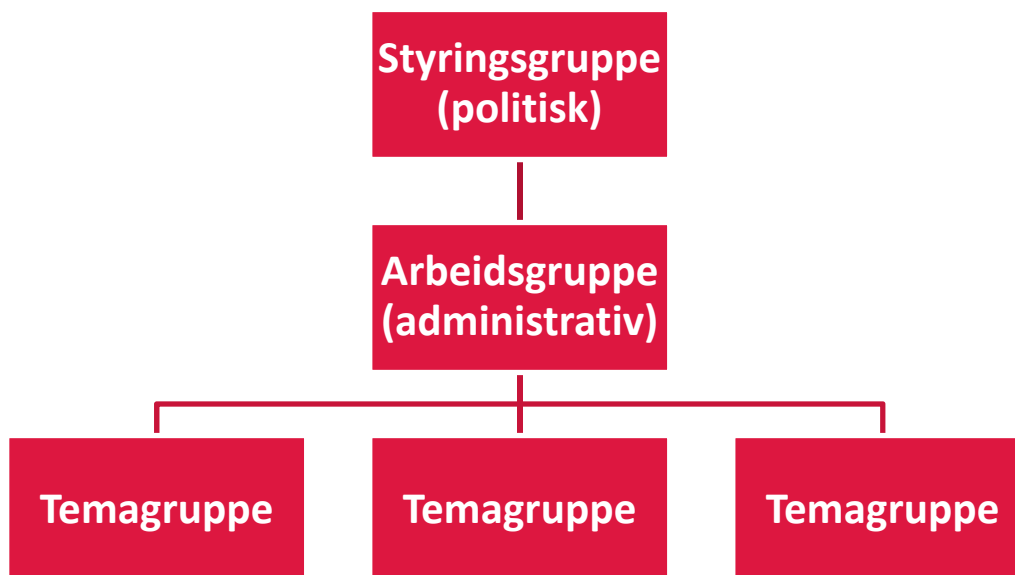 Styringsgruppe
(politisk)
Arbeidsgruppe
(administrativ)
Temagruppe
Temagruppe
Temagruppe